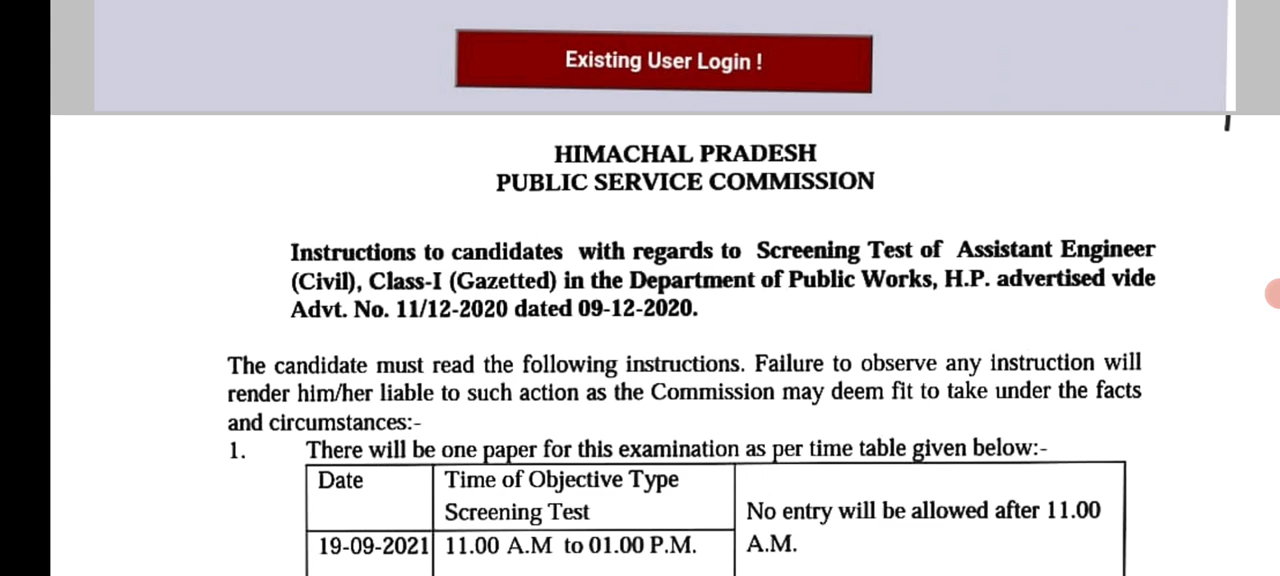 Existing User Login !
HIMACHAL PRADESH
PUBLIC SERVICE COMMISSION
Instructions to candidates with regards to Screening Test of Assistant Engineer
(Civil), Class-I (Gazetted) in the Department of Public Works, H.P. advertised vide
Advt. No. 11/12-2020 dated 09-12-2020.
The candidate must read the following instructions. Failure to observe any instruction will
render him/her liable to such action as the Commission may deem fit to take under the facts
and circumstances:-
1. There will be one paper for this examination as per time table given below:-
Date
Time of Objective Type
Screening Test
No entry will be allowed after 11.00
A.M.
19-09-2021
11.00 A.M to 01.00 P.M.